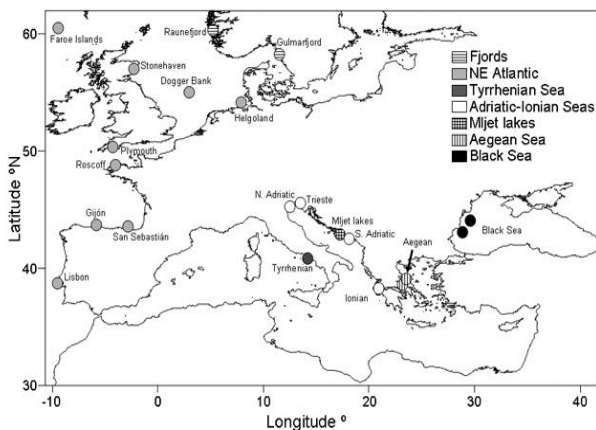 60
50
40
30
-10
0
10
20
30
40
Latitude ºN
Longitude º
Faroe Islands
Raunefjord
Gulmarfjord
Stonehaven
Dogger Bank
Helgoland
Plymouth
Roscoff
Gijón
San Sebastián
Lisbon
N. Adriatic
Trieste
Mljet lakes
S. Adriatic
Tyrrhenian
Ionian
Aegean
Black Sea
Fjords
NE Atlantic
Tyrrhenian Sea
Adriatic-Ionian Seas
Mljet lakes
Aegean Sea
Black Sea